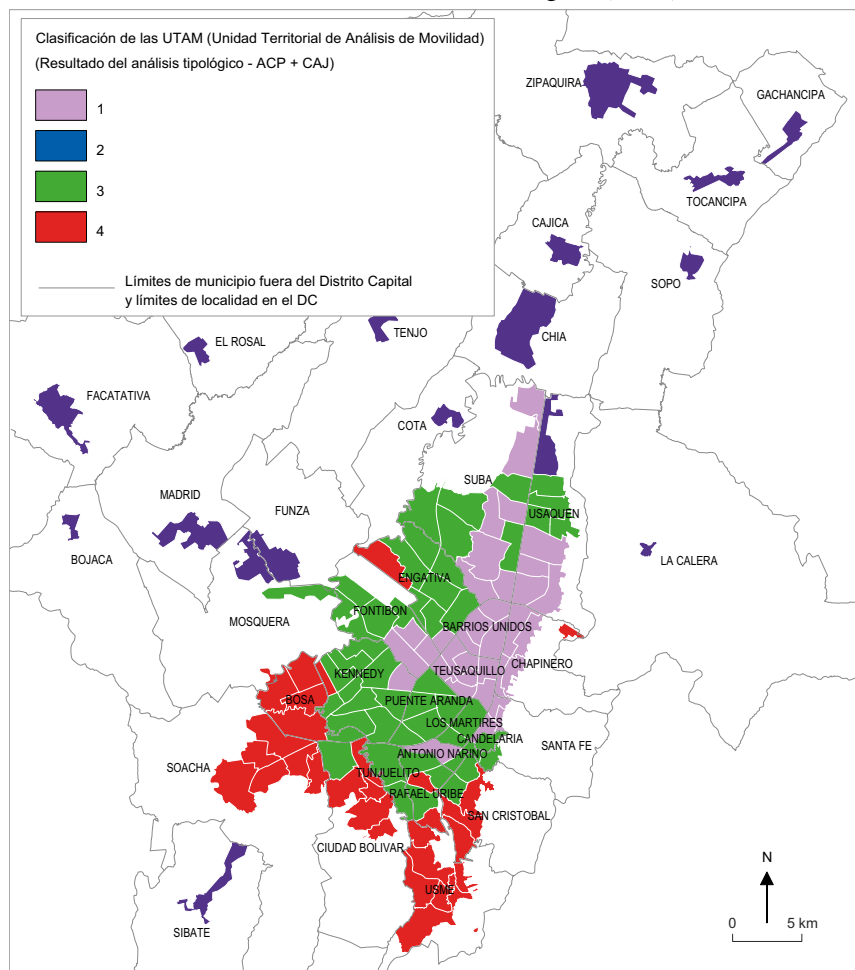 Clasificación de las UTAM (Unidad Territorial de Análisis de Movilidad)
(Resultado del análisis tipológico - ACP + CAJ)
1
2
3
4
Límites de municipio fuera del Distrito Capital
y límites de localidad en el DC
ZIPAQUIRA
GACHANCIPA
TOCANCIPA
CAJICA
SOPO
CHIA
TENJO
EL ROSAL
FACATATIVA
COTA
SUBA
MADRID
FUNZA
USAQUEN
BOJACA
LA CALERA
ENGATIVA
FONTIBON
MOSQUERA
BARRIOS UNIDOS
CHAPINERO
TEUSAQUILLO
KENNEDY
BOSA
PUENTE ARANDA
LOS MARTIRES
CANDELARIA
SANTA FE
ANTONIO NARINO
SOACHA
TUNJUELITO
RAFAEL URIBE
SAN CRISTOBAL
CIUDAD BOLIVAR
USME
SIBATE
N
0 5 km